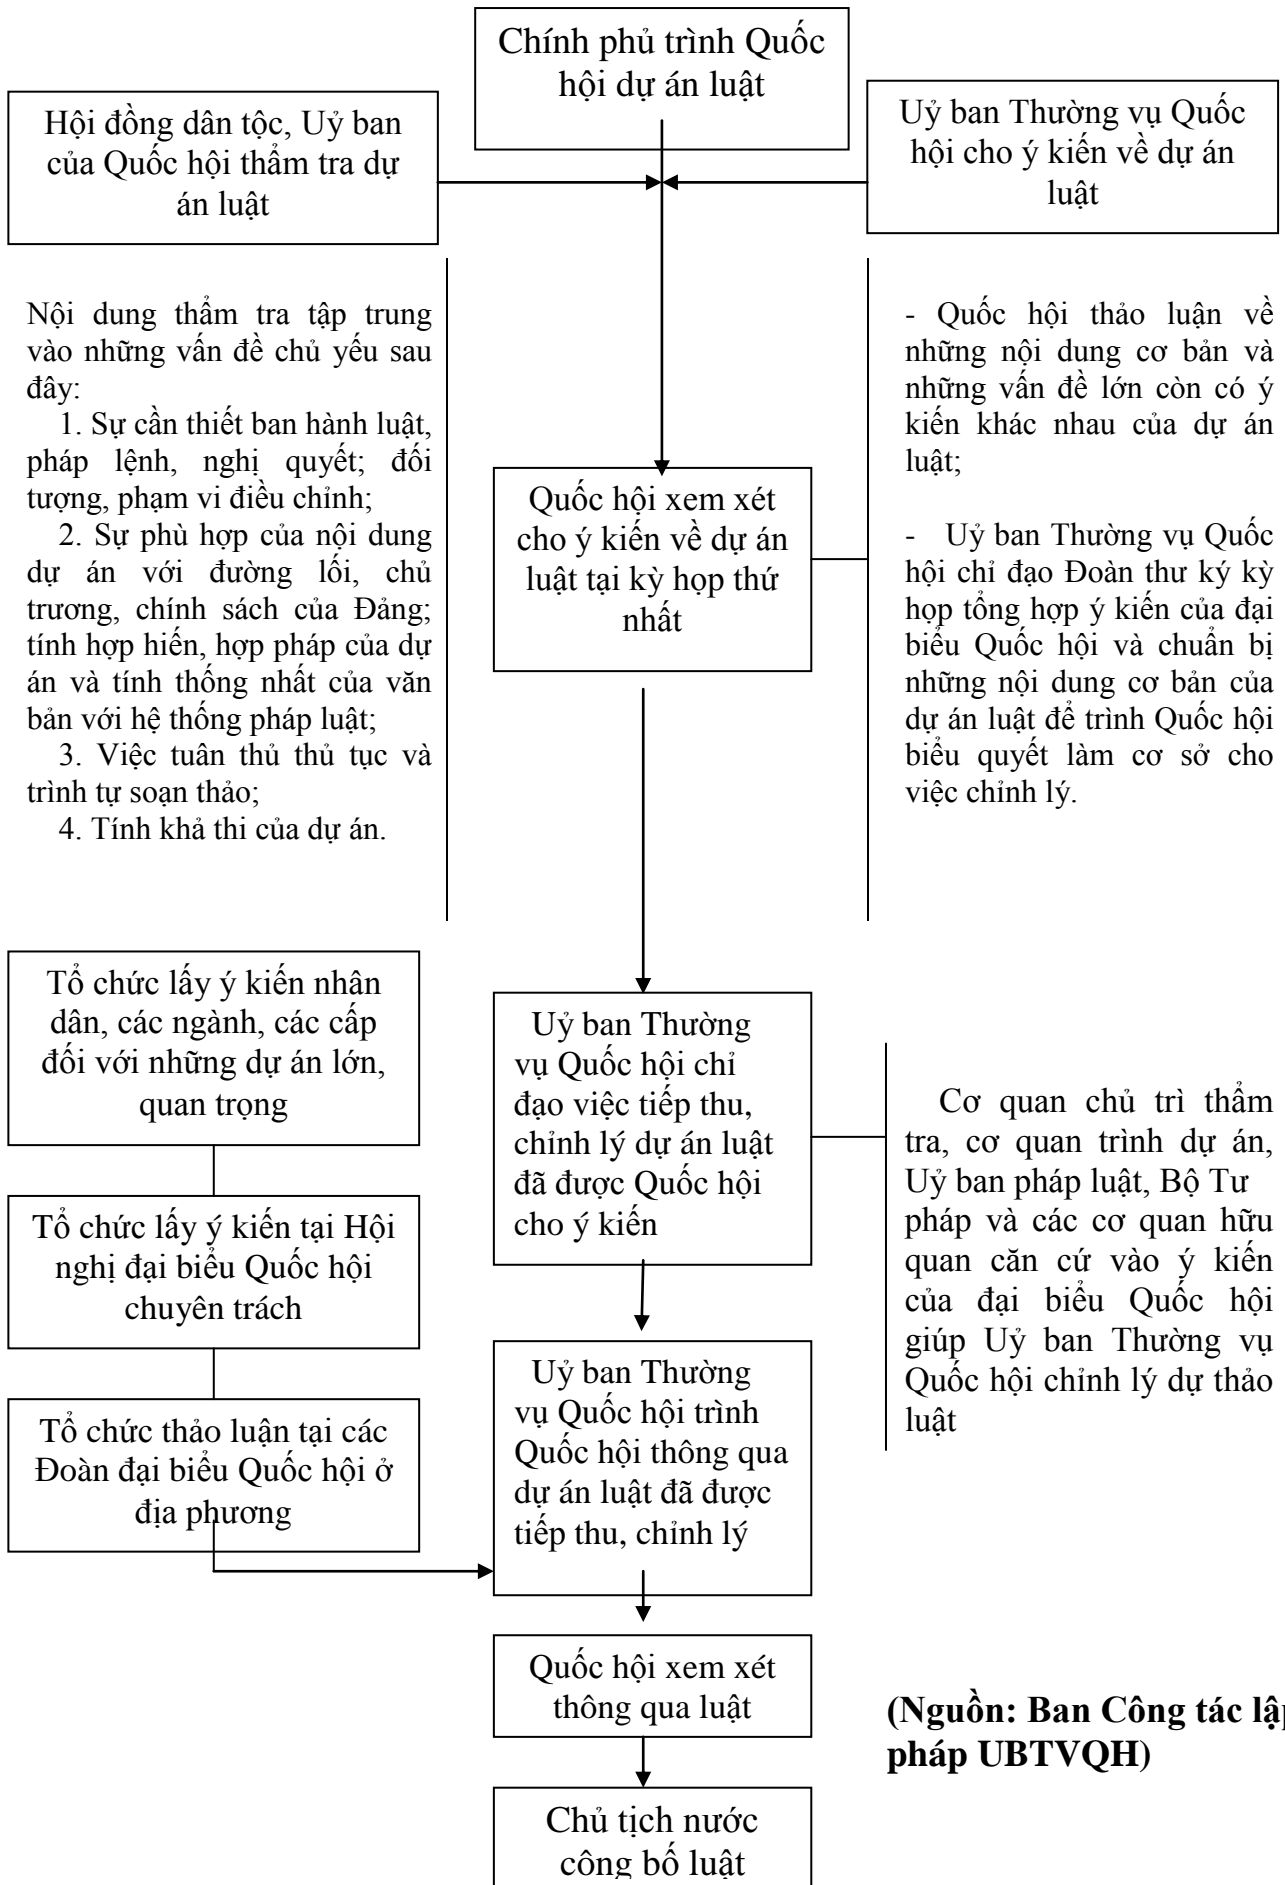 Chính phủ trình Quốc
hội dự án luật
Hội đồng dân tộc, Uỷ ban
của Quốc hội thẩm tra dự
án luật
Uỷ ban Thường vụ Quốc
hội cho ý kiến về dự án
luật
Nội dung thẩm tra tập trung
vào những vấn đề chủ yếu sau
đây:
1. Sự cần thiết ban hành luật,
pháp lệnh, nghị quyết; đối
tượng, phạm vi điều chỉnh;
2. Sự phù hợp của nội dung
dự án với đường lối, chủ
trương, chính sách của Đảng;
tính hợp hiến, hợp pháp của dự
án và tính thống nhất của văn
bản với hệ thống pháp luật;
3. Việc tuân thủ thủ tục và
trình tự soạn thảo;
4. Tính khả thi của dự án.
Quốc hội xem xét
cho ý kiến về dự án
luật tại kỳ họp thứ
nhất
- Quốc hội thảo luận về
những nội dung cơ bản và
những vấn đề lớn còn có ý
kiến khác nhau của dự án
luật;
- Uỷ ban Thường vụ Quốc
hội chỉ đạo Đoàn thư ký kỳ
họp tổng hợp ý kiến của đại
biểu Quốc hội và chuẩn bị
những nội dung cơ bản của
dự án luật để trình Quốc hội
biểu quyết làm cơ sở cho
việc chỉnh lý.
Tổ chức lấy ý kiến nhân
dân, các ngành, các cấp
đối với những dự án lớn,
quan trọng
Tổ chức lấy ý kiến tại Hội
nghị đại biểu Quốc hội
chuyên trách
Tổ chức thảo luận tại các
Đoàn đại biểu Quốc hội ở
địa phương
Uỷ ban Thường
vụ Quốc hội chỉ
đạo việc tiếp thu,
chỉnh lý dự án luật
đã được Quốc hội
cho ý kiến
Cơ quan chủ trì thẩm
tra, cơ quan trình dự án,
Uỷ ban pháp luật, Bộ Tư
pháp và các cơ quan hữu
quan căn cứ vào ý kiến
của đại biểu Quốc hội
giúp Uỷ ban Thường vụ
Quốc hội chỉnh lý dự thảo
luật
Uỷ ban Thường
vụ Quốc hội trình
Quốc hội thông qua
dự án luật đã được
tiếp thu, chỉnh lý
Quốc hội xem xét
thông qua luật
(Nguồn: Ban Công tác lập
pháp UBTVQH)
Chủ tịch nước
công bố luật